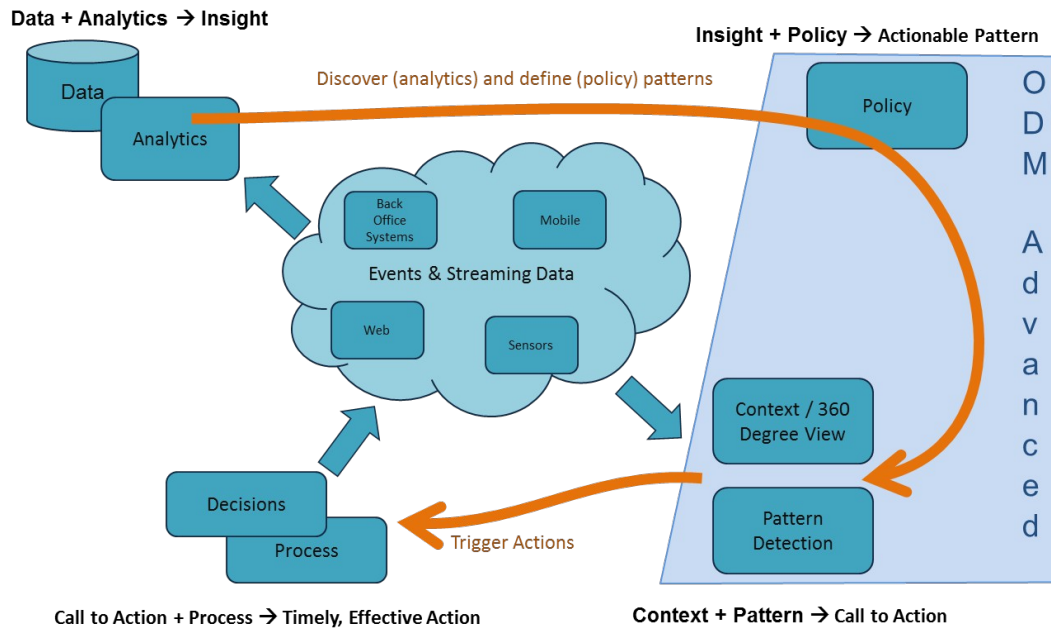 Data + Analytics → Insight
Insight + Policy → Actionable Pattern
Data
Analytics
Discover (analytics) and define (policy) patterns
Policy
ODM Advanced
Back
Office
Systems
Mobile
Events & Streaming Data
Web
Sensors
Context / 360
Degree View
Decisions
Process
Trigger Actions
Pattern
Detection
Call to Action + Process → Timely, Effective Action
Context + Pattern → Call to Action